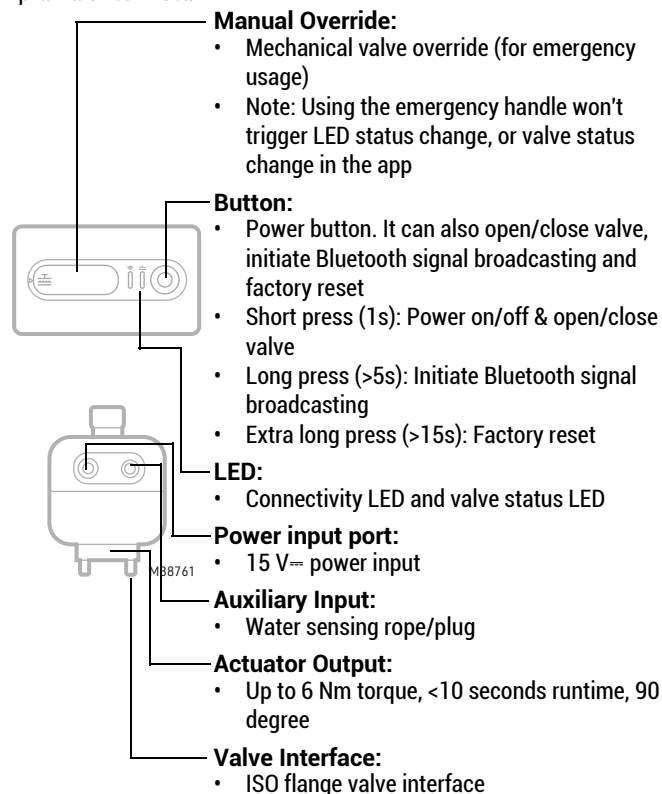 Manual Override:
• Mechanical valve override (for emergency
usage)
• Note: Using the emergency handle won't
trigger LED status change, or valve status
change in the app
Button:
• Power button. It can also open/close valve,
initiate Bluetooth signal broadcasting and
factory reset
• Short press (1s): Power on/off & open/close
valve
• Long press (>5s): Initiate Bluetooth signal
broadcasting
• Extra long press (>15s): Factory reset
LED:
• Connectivity LED and valve status LED
Power input port:
• 15 V⎓ power input
M38761
Auxiliary Input:
• Water sensing rope/plug
Actuator Output:
• Up to 6 Nm torque, <10 seconds runtime, 90
degree
Valve Interface:
• ISO flange valve interface